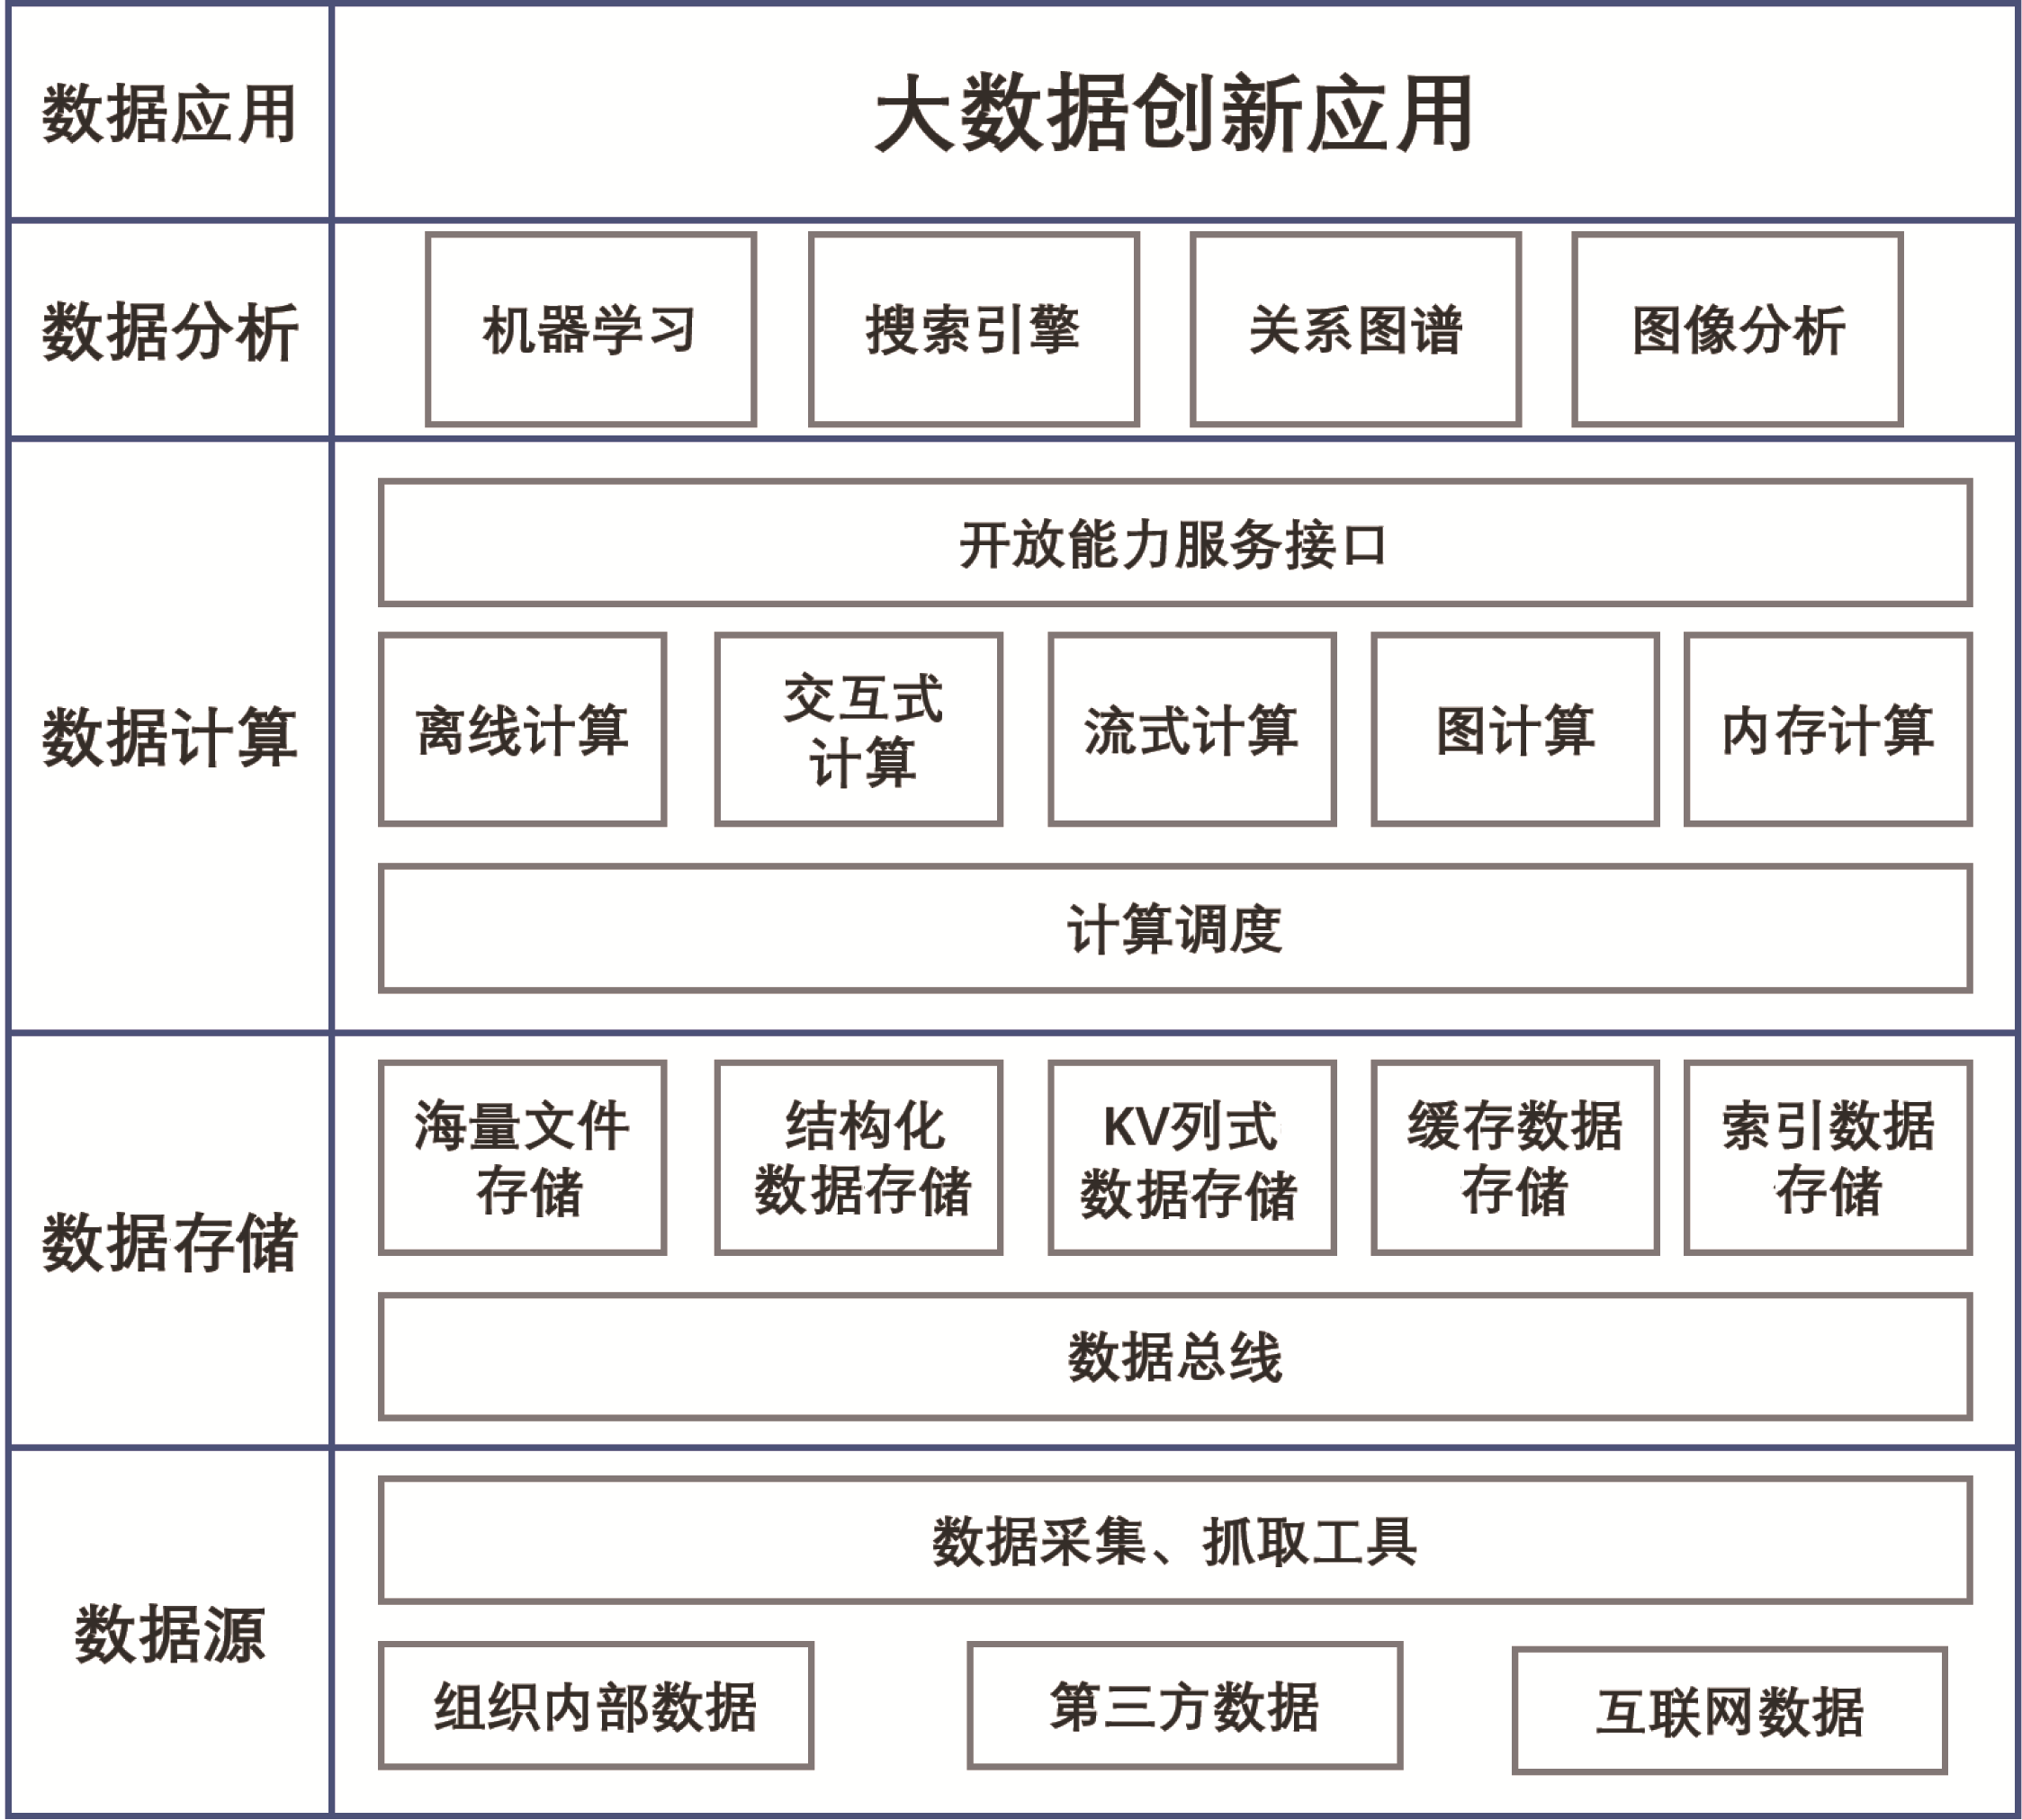 数据应用
大数据创新应用
数据分析
机器学习
搜索引擎
关系图谱
图像分析
数据计算
开放能力服务接口
离线计算
交互式
计算
流式计算
图计算
内存计算
计算调度
数据存储
海量文件
存储
结构化
数据存储
KV列式
数据存储
缓存数据
存储
索引数据
存储
数据总线
数据源
数据采集、抓取工具
组织内部数据
第三方数据
互联网数据